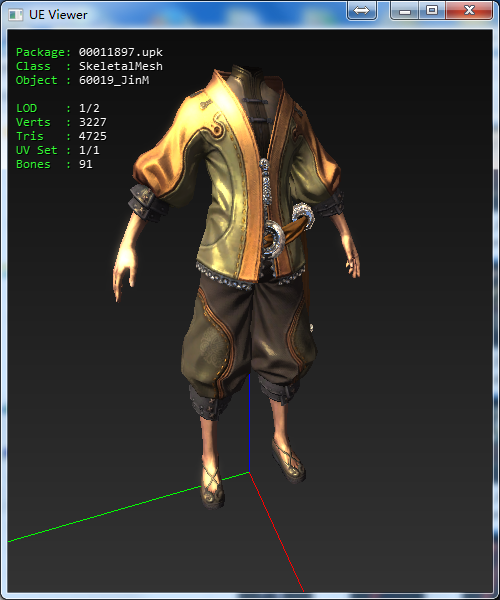 UE Viewer
Package: 00011897.upk
Class : SkeletalMesh
Object : 60019_JinM
LOD : 1/2
Verts : 3227
Tris : 4725
UV Set : 1/1
Bones : 91